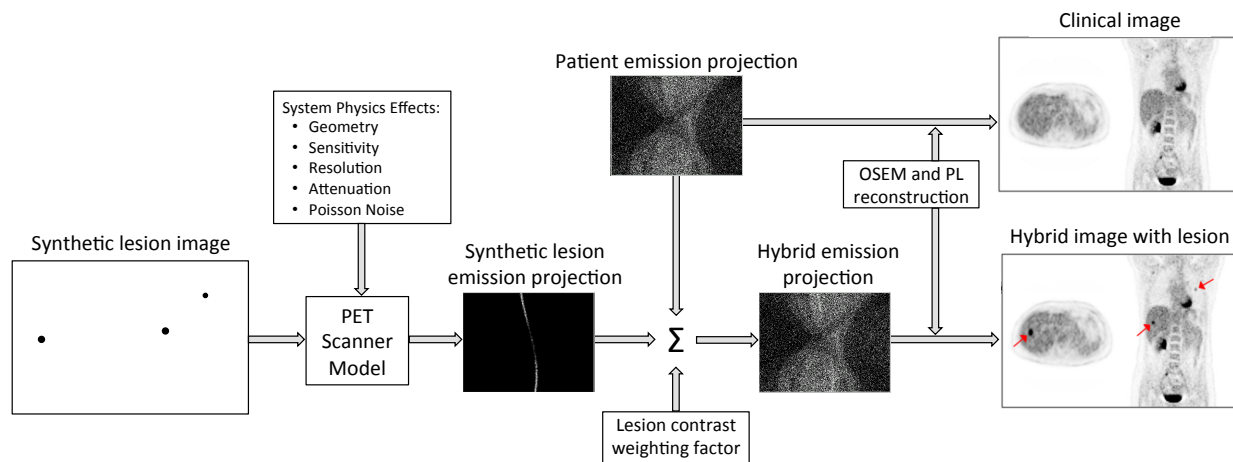 Clinical image
Patient emission projection
System Physics Effects:
• Geometry
• Sensitivity
• Resolution
• Attenuation
• Poisson Noise
OSEM and PL
reconstruction
Synthetic lesion image
Synthetic lesion
emission projection
Hybrid emission
projection
Hybrid image with lesion
PET
Scanner
Model
Σ
Lesion contrast
weighting factor